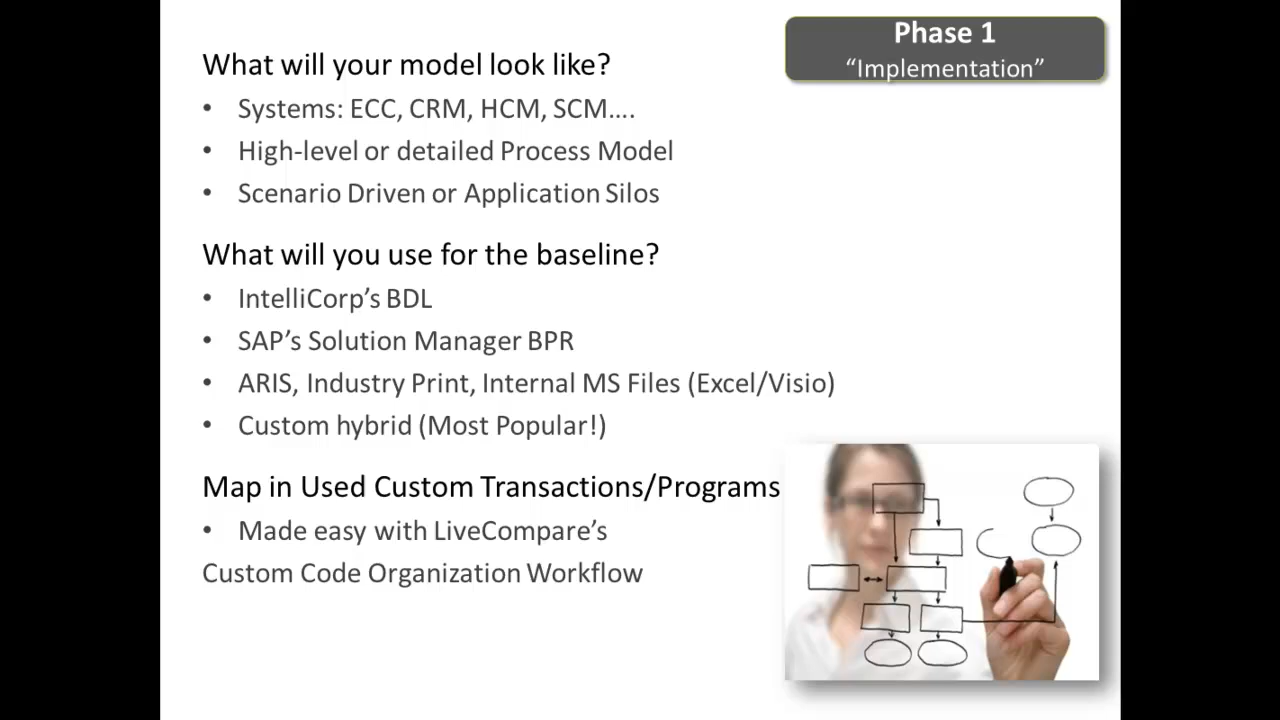 Phase 1
“Implementation”
What will your model look like?
• Systems: ECC, CRM, HCM, SCM….
• High-level or detailed Process Model
• Scenario Driven or Application Silos
What will you use for the baseline?
• IntelliCorp’s BDL
• SAP’s Solution Manager BPR
• ARIS, Industry Print, Internal MS Files (Excel/Visio)
• Custom hybrid (Most Popular!)
Map in Used Custom Transactions/Programs
• Made easy with LiveCompare’s
Custom Code Organization Workflow